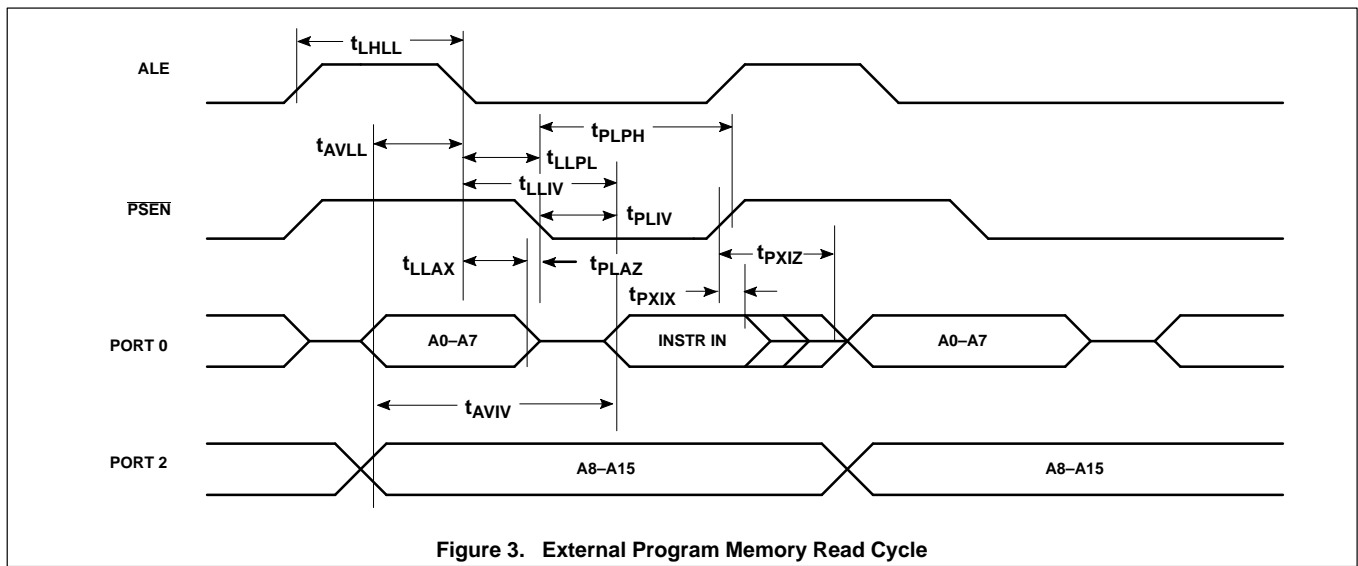 tLHLL
ALE
tPLPH
tAVLL
tLLPL
tLLIV
PSEN
tPLIV
tLLAX
tPLAZ
tPXIZ
tPXIX
PORT 0
A0–A7
INSTR IN
A0–A7
tAVIV
PORT 2
A8–A15
A8–A15
Figure 3. External Program Memory Read Cycle